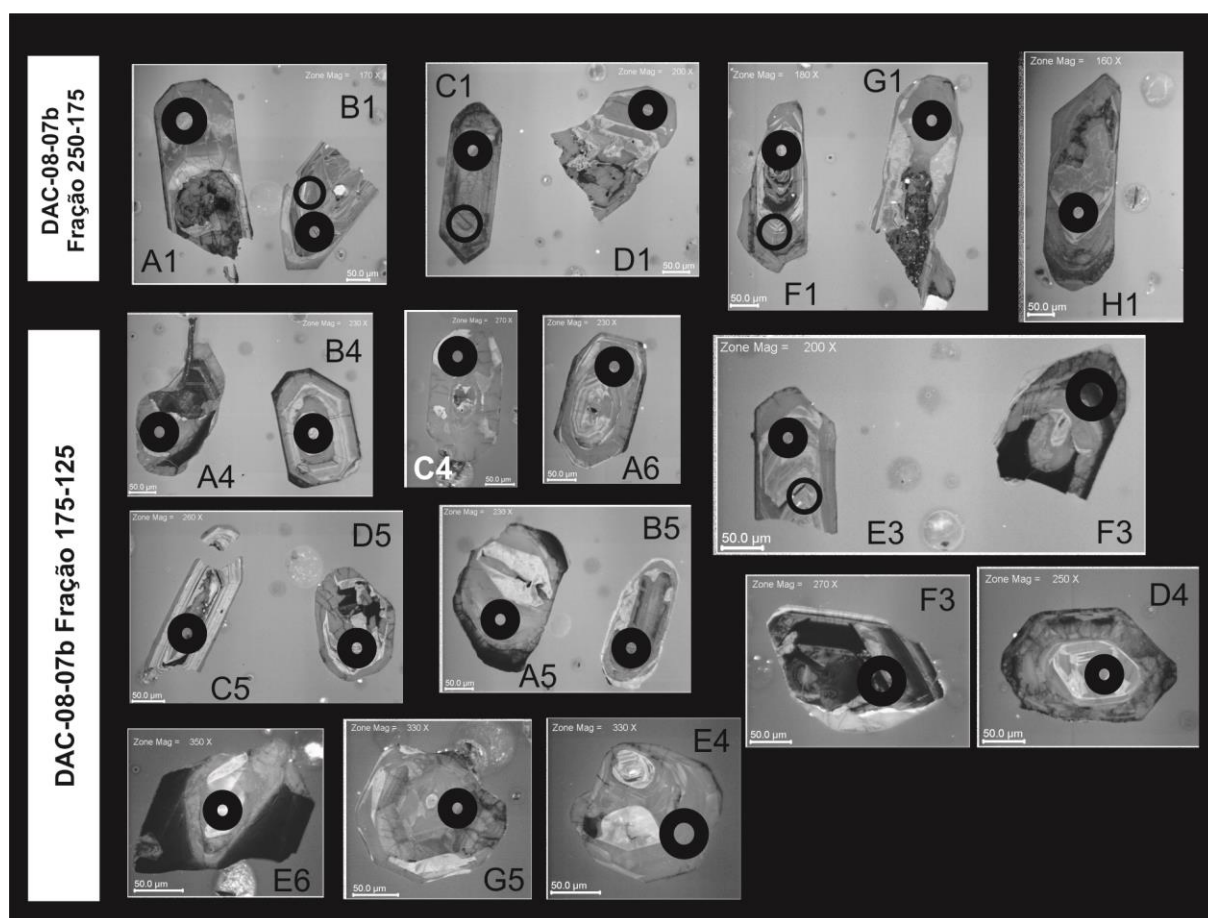 DAC-08-07b
Fração 250-175
Zone Mag = 170 X
B1
A1
50.0 µm
Zone Mag = 200 X
C1
D1
50.0 µm
Zone Mag = 180 X
G1
F1
50.0 µm
Zone Mag = 160 X
H1
50.0 µm
DAC-08-07b Fração 175-125
Zone Mag = 230 X
B4
A4
50.0 µm
Zone Mag = 270 X
C4
50.0 µm
Zone Mag = 230 X
A6
50.0 µm
Zone Mag = 200 X
E3
F3
50.0 µm
Zone Mag = 260 X
D5
C5
50.0 µm
Zone Mag = 230 X
B5
A5
50.0 µm
Zone Mag = 270 X
F3
50.0 µm
Zone Mag = 250 X
D4
50.0 µm
Zone Mag = 350 X
E6
50.0 µm
Zone Mag = 330 X
G5
50.0 µm
Zone Mag = 330 X
E4
50.0 µm